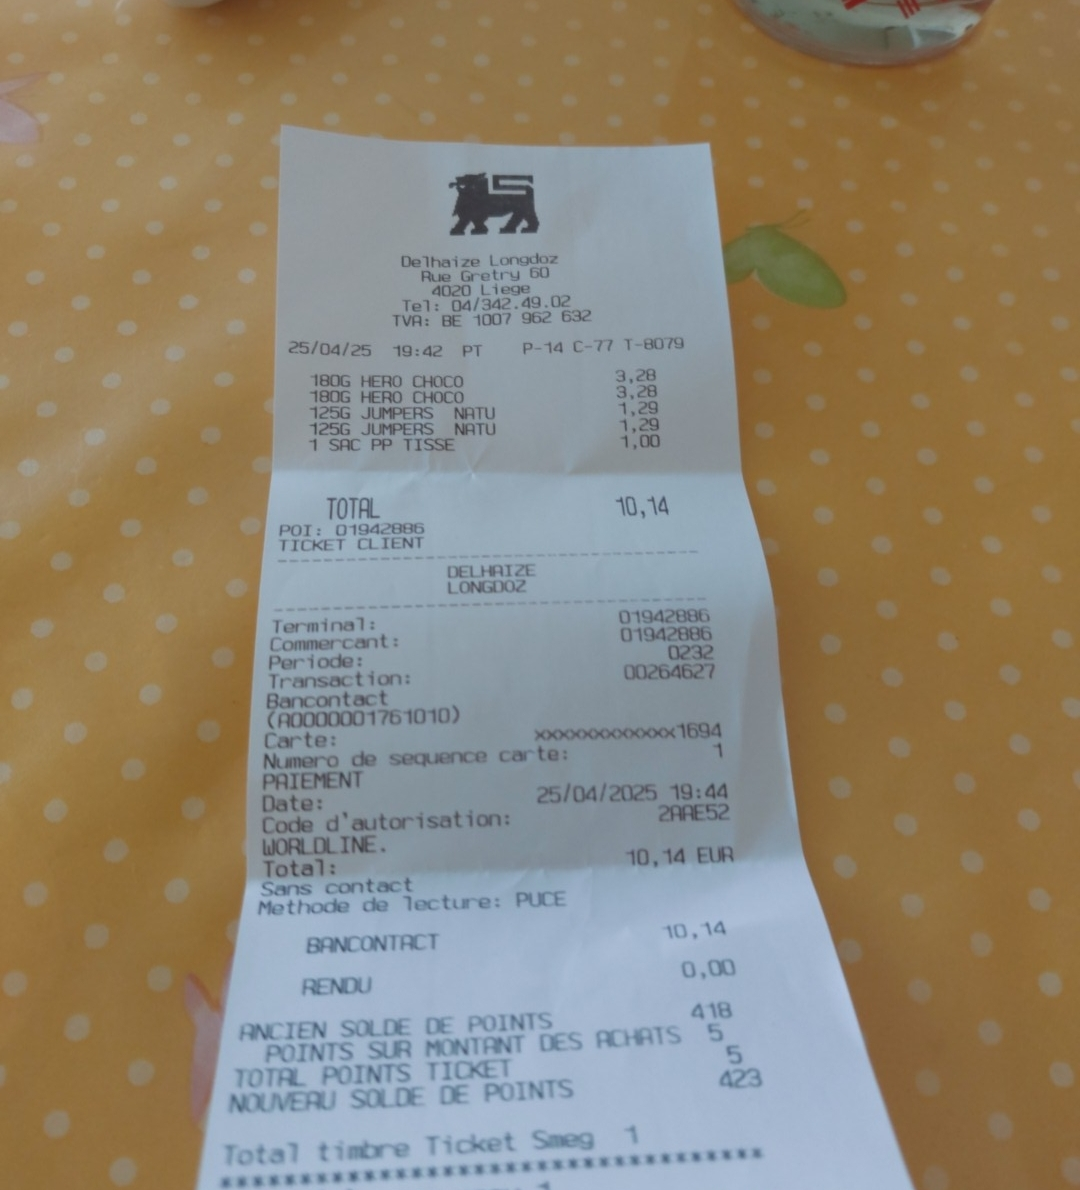 Delhaize Longdoz
Rue Gretry 60
4020 Liege
Tel: 04/342.49.02
TVA: BE 1007 962 632
25/04/25 19:42 PT P-14 C-77 T-8079
180G HERO CHOCO 3,28
180G HERO CHOCO 3,28
125G JUMPERS NATU 1,29
125G JUMPERS NATU 1,29
1 SAC PP TISSE 1,00
TOTAL 10,14
POI: 01942886
TICKET CLIENT
DELHAIZE
LONGDOZ
Terminal: 01942886
Commercant: 01942886
Periode: 0232
Transaction: 00264627
Bancontact
(A0000001761010)
Carte: xxxxxxxxxxxxx1694
Numero de sequence carte: 1
PAIEMENT
Date: 25/04/2025 19:44
Code d'autorisation: 2AAE52
WORLDLINE.
Total: 10,14 EUR
Sans contact
Methode de lecture: PUCE
BANCONTACT 10,14
RENDU 0,00
ANCIEN SOLDE DE POINTS 418
POINTS SUR MONTANT DES ACHATS 5
TOTAL POINTS TICKET 5
NOUVEAU SOLDE DE POINTS 423
Total timbre Ticket Smeg 1